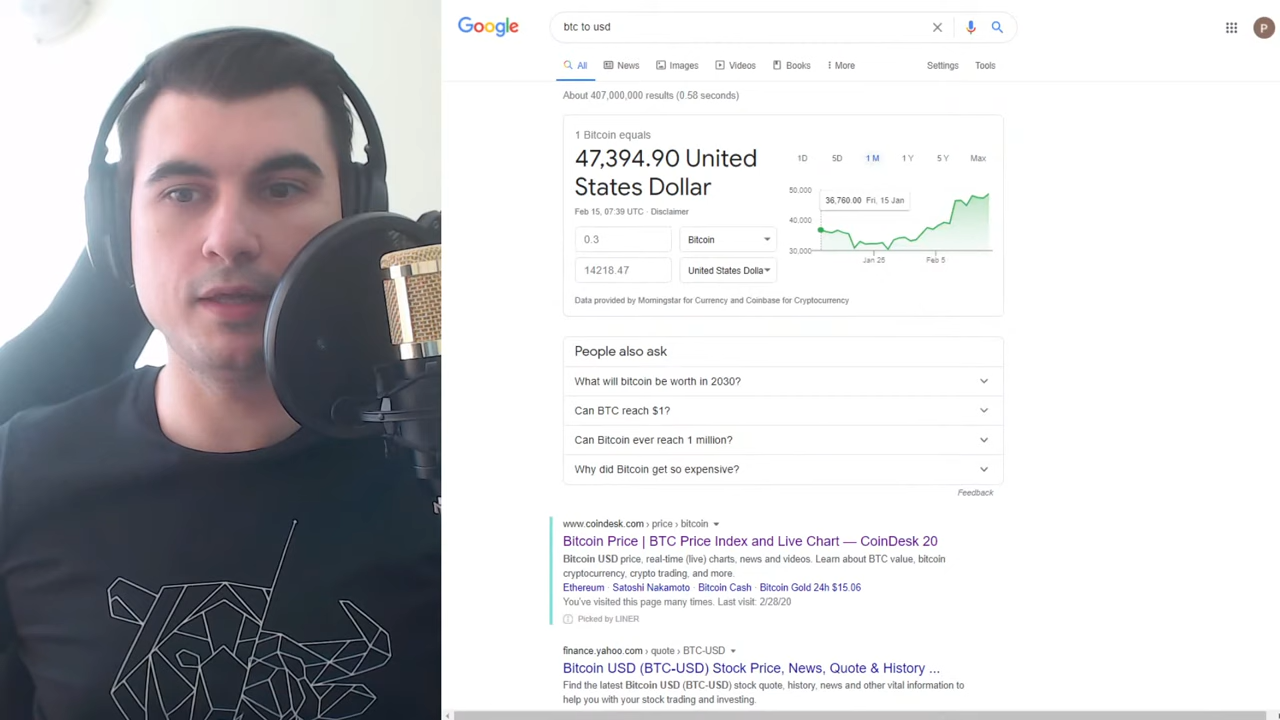 Google
btc to usd
P
All News Images Videos Books More Settings Tools
About 407,000,000 results (0.58 seconds)
1 Bitcoin equals
47,394.90 United
States Dollar
Feb 15, 07:39 UTC · Disclaimer
0.3 Bitcoin
14218.47 United States Dolla
1D 5D 1M 1Y 5Y Max
50,000
36,760.00 Fri, 15 Jan
40,000
30,000
Jan 25 Feb 5
Data provided by Morningstar for Currency and Coinbase for Cryptocurrency
People also ask
What will bitcoin be worth in 2030?
Can BTC reach $1?
Can Bitcoin ever reach 1 million?
Why did Bitcoin get so expensive?
Feedback
www.coindesk.com › price › bitcoin
Bitcoin Price | BTC Price Index and Live Chart — CoinDesk 20
Bitcoin USD price, real-time (live) charts, news and videos. Learn about BTC value, bitcoin
cryptocurrency, crypto trading, and more.
Ethereum · Satoshi Nakamoto · Bitcoin Cash · Bitcoin Gold 24h $15.06
You've visited this page many times. Last visit: 2/28/20
Picked by LINER
finance.yahoo.com › quote › BTC-USD
Bitcoin USD (BTC-USD) Stock Price, News, Quote & History ...
Find the latest Bitcoin USD (BTC-USD) stock quote, history, news and other vital information to
help you with your stock trading and investing.